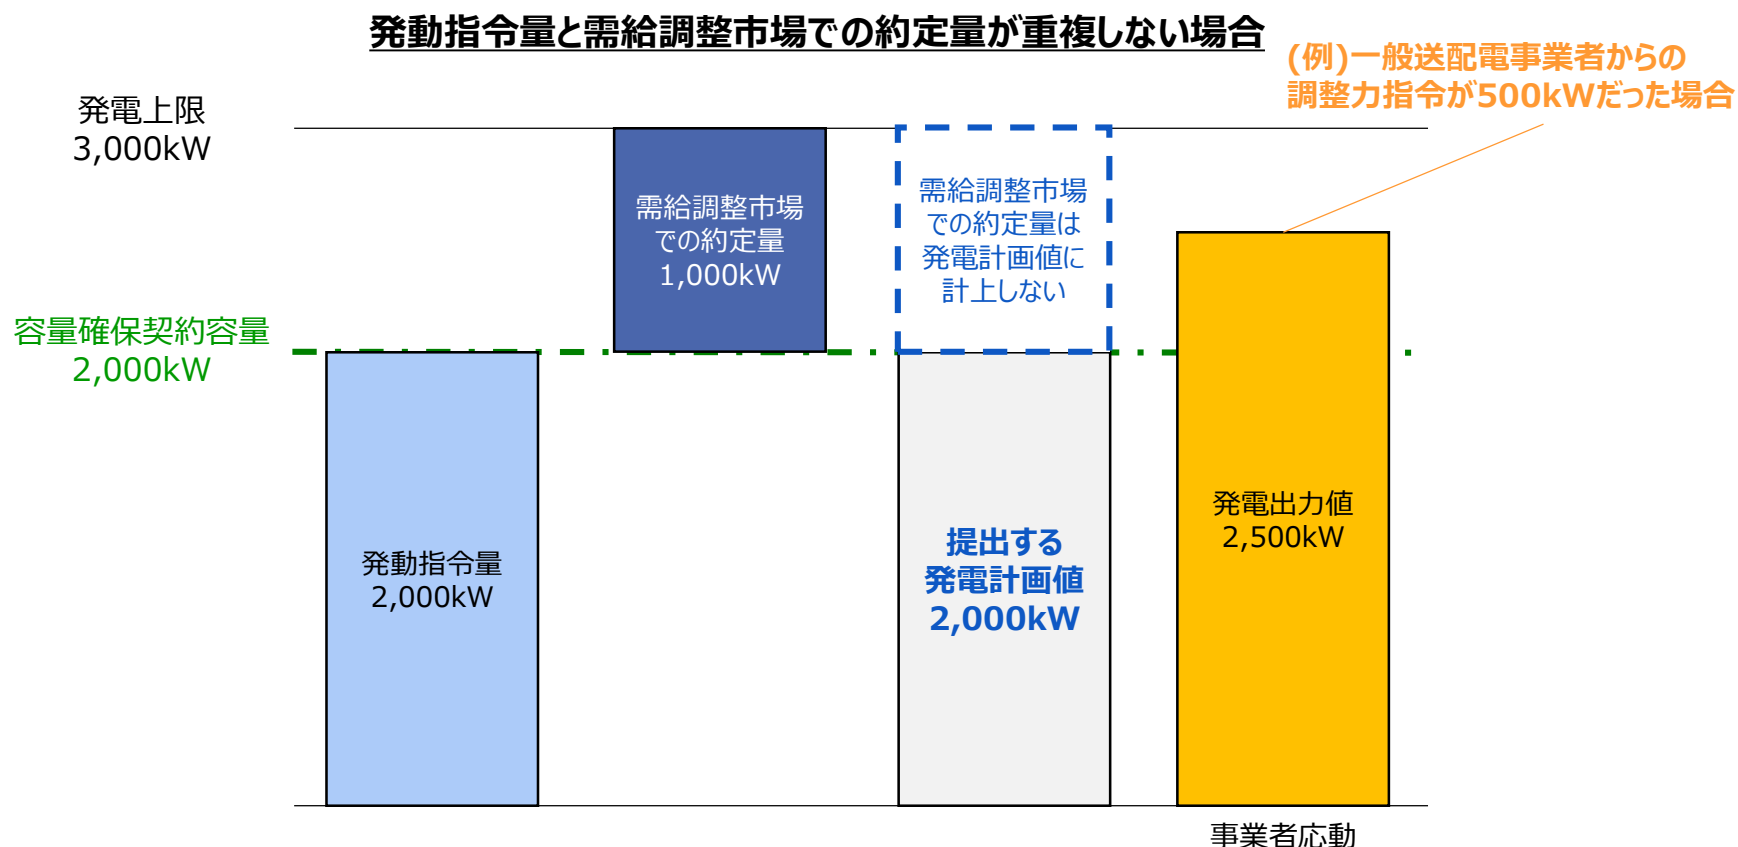 発動指令量と需給調整市場での約定量が重複しない場合
(例)一般送配電事業者からの
調整力指令が500kWだった場合
発電上限
3,000kW
需給調整市場
での約定量
1,000kW
需給調整市場
での約定量は
発電計画値に
計上しない
容量確保契約容量
2,000kW
発動指令量
2,000kW
提出する
発電計画値
2,000kW
発電出力値
2,500kW
事業者応動